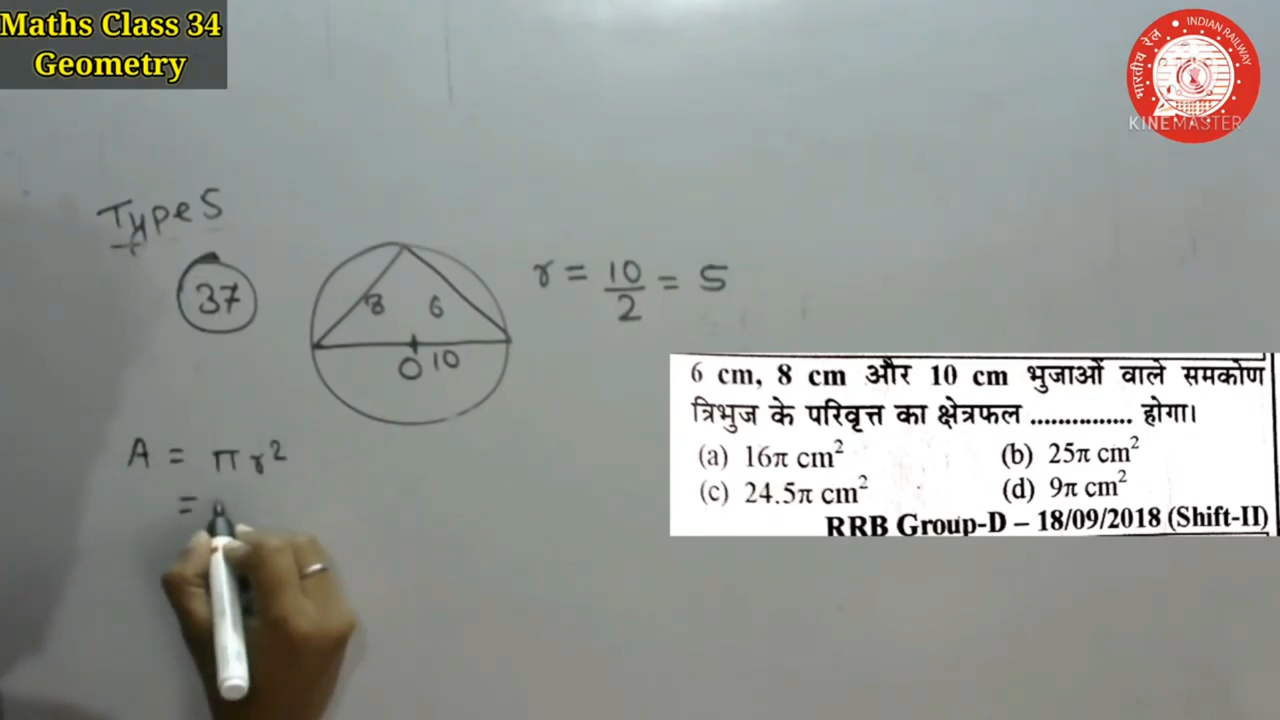 Maths Class 34
Geometry
भारतीय रेल
INDIAN RAILWAY
KINEMASTER
Type 5
37
8 6
O 10
r = 10/2 = 5
A = πr²
=
6 cm, 8 cm और 10 cm भुजाओं वाले समकोण
त्रिभुज के परिवृत्त का क्षेत्रफल .............. होगा।
(a) 16π cm² (b) 25π cm²
(c) 24.5π cm² (d) 9π cm²
RRB Group-D – 18/09/2018 (Shift-II)